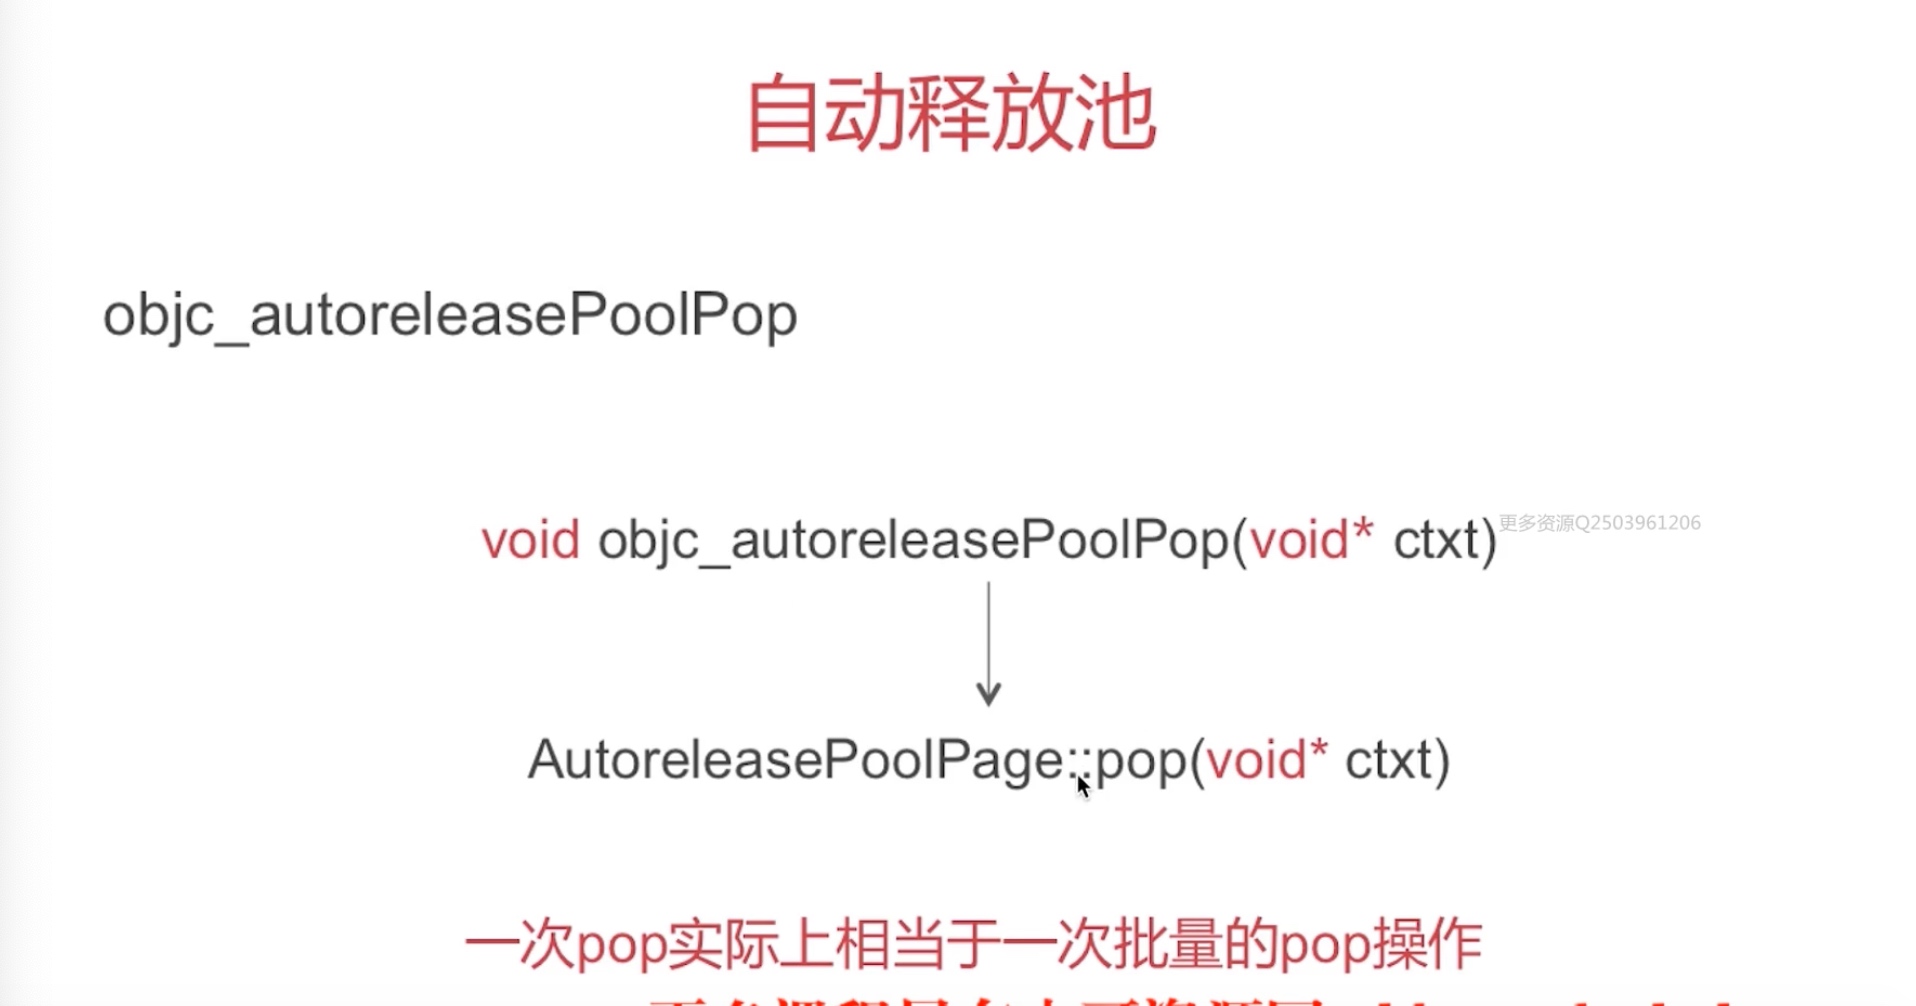 自动释放池
objc_autoreleasePoolPop
void objc_autoreleasePoolPop(void* ctxt)
更多资源Q2503961206
AutoreleasePoolPage::pop(void* ctxt)
一次pop实际上相当于一次批量的pop操作